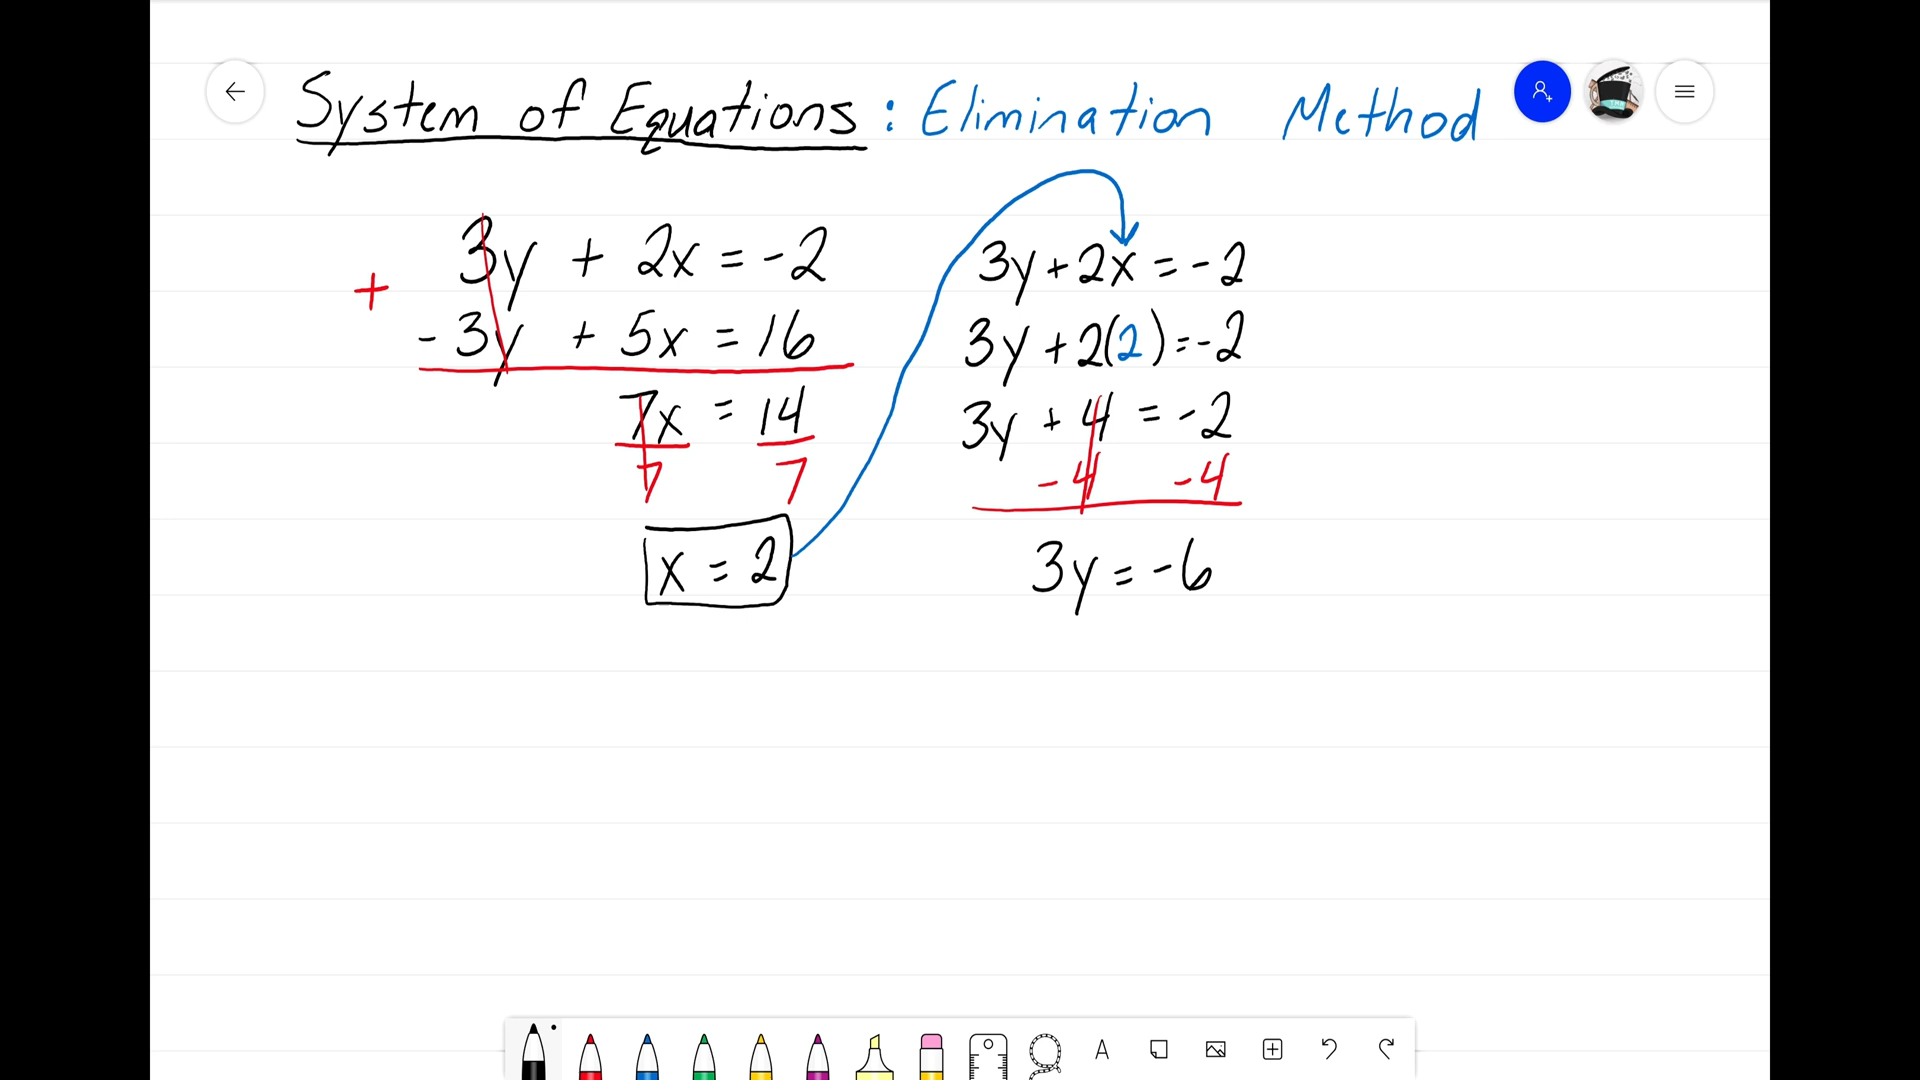 System of Equations : Elimination Method
3y + 2x = -2
+
- 3y + 5x = 16
7x = 14
7 7
x = 2
3y + 2x = -2
3y + 2(2) = -2
3y + 4 = -2
-4 -4
3y = -6
A